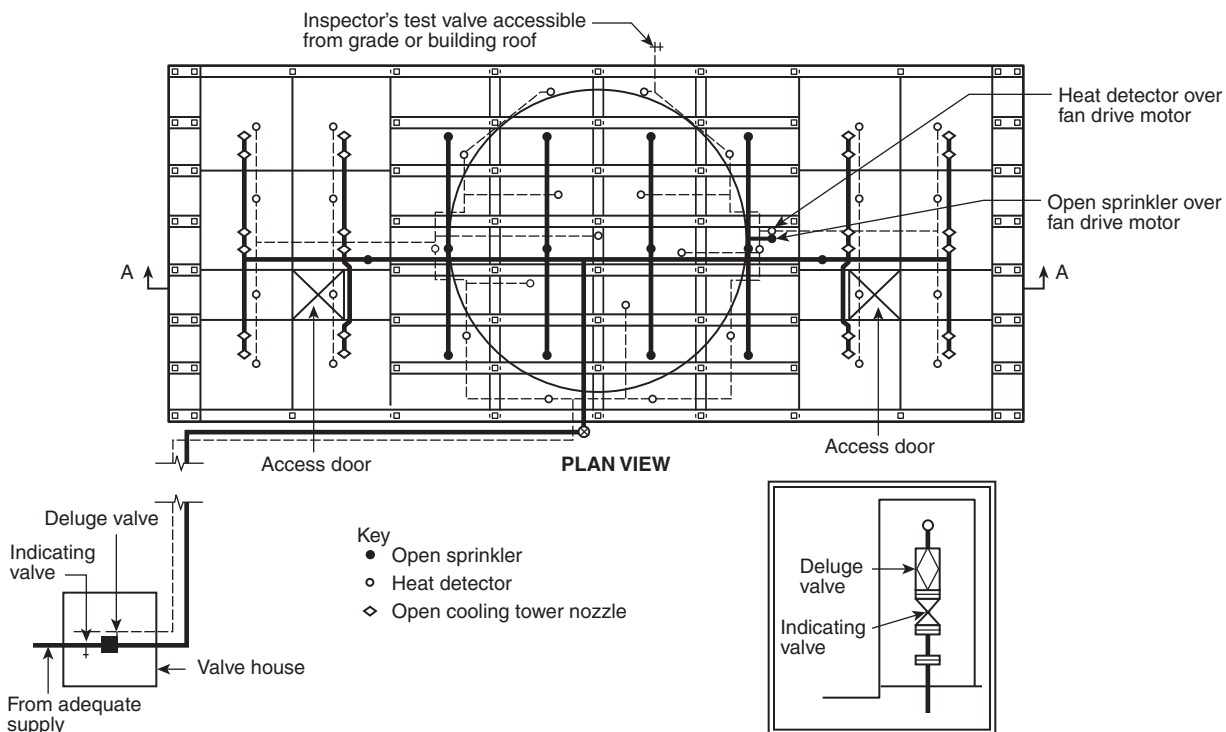 Inspector's test valve accessible
from grade or building roof
Heat detector over
fan drive motor
Open sprinkler over
fan drive motor
A
A
Access door
PLAN VIEW
Access door
Deluge valve
Indicating
valve
Valve house
From adequate
supply
Key
Open sprinkler
Heat detector
Open cooling tower nozzle
Deluge
valve
Indicating
valve